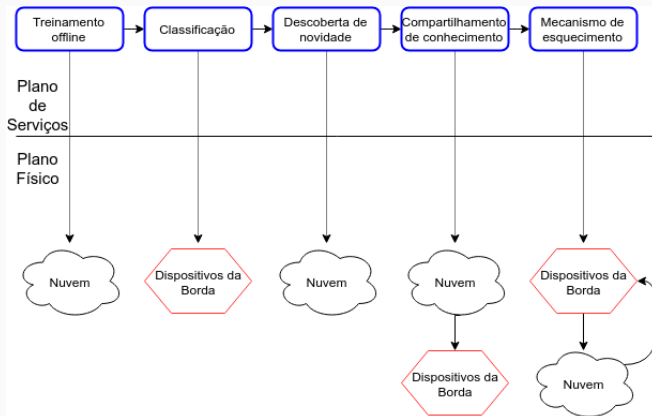 Treinamento
offline
Classificação
Descoberta de
novidade
Compartilhamento
de conhecimento
Mecanismo de
esquecimento
Plano
de
Serviços
Plano
Físico
Nuvem
Dispositivos da
Borda
Nuvem
Nuvem
Dispositivos da
Borda
Dispositivos da
Borda
Nuvem